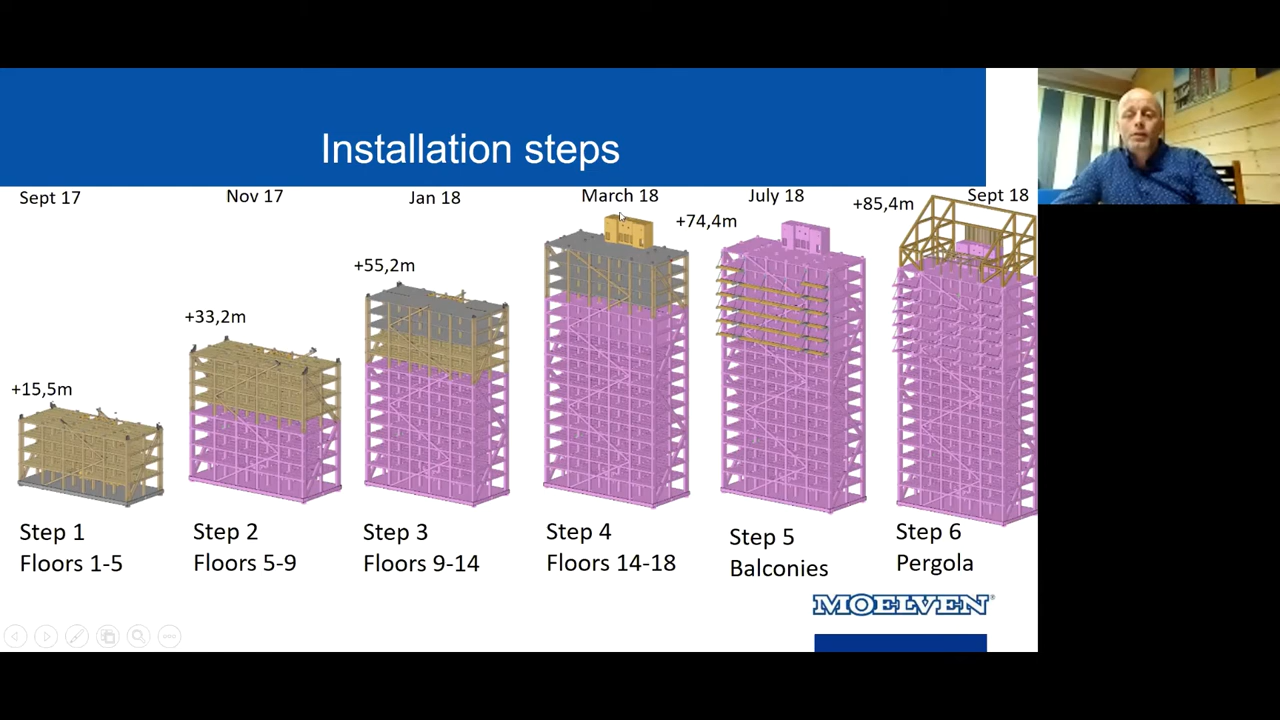 Installation steps
Sept 17
Nov 17
Jan 18
March 18
July 18
Sept 18
+15,5m
+33,2m
+55,2m
+74,4m
+85,4m
Step 1
Floors 1-5
Step 2
Floors 5-9
Step 3
Floors 9-14
Step 4
Floors 14-18
Step 5
Balconies
Step 6
Pergola
MOELVEN®